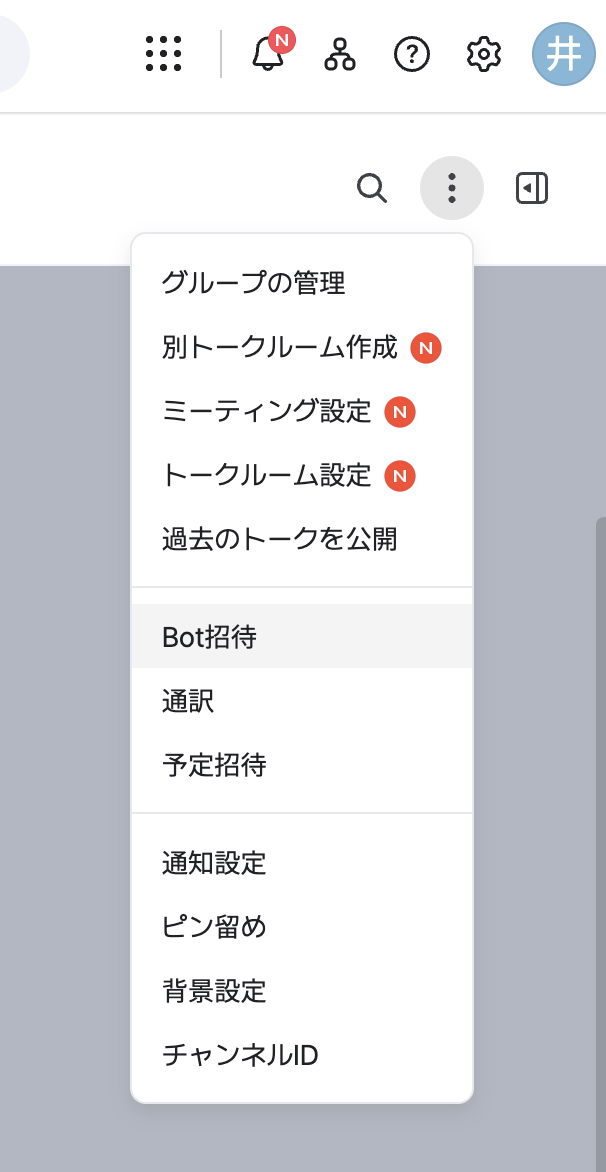 N
井
グループの管理
別トークルーム作成 N
ミーティング設定 N
トークルーム設定 N
過去のトークを公開
Bot招待
通訳
予定招待
通知設定
ピン留め
背景設定
チャンネルID